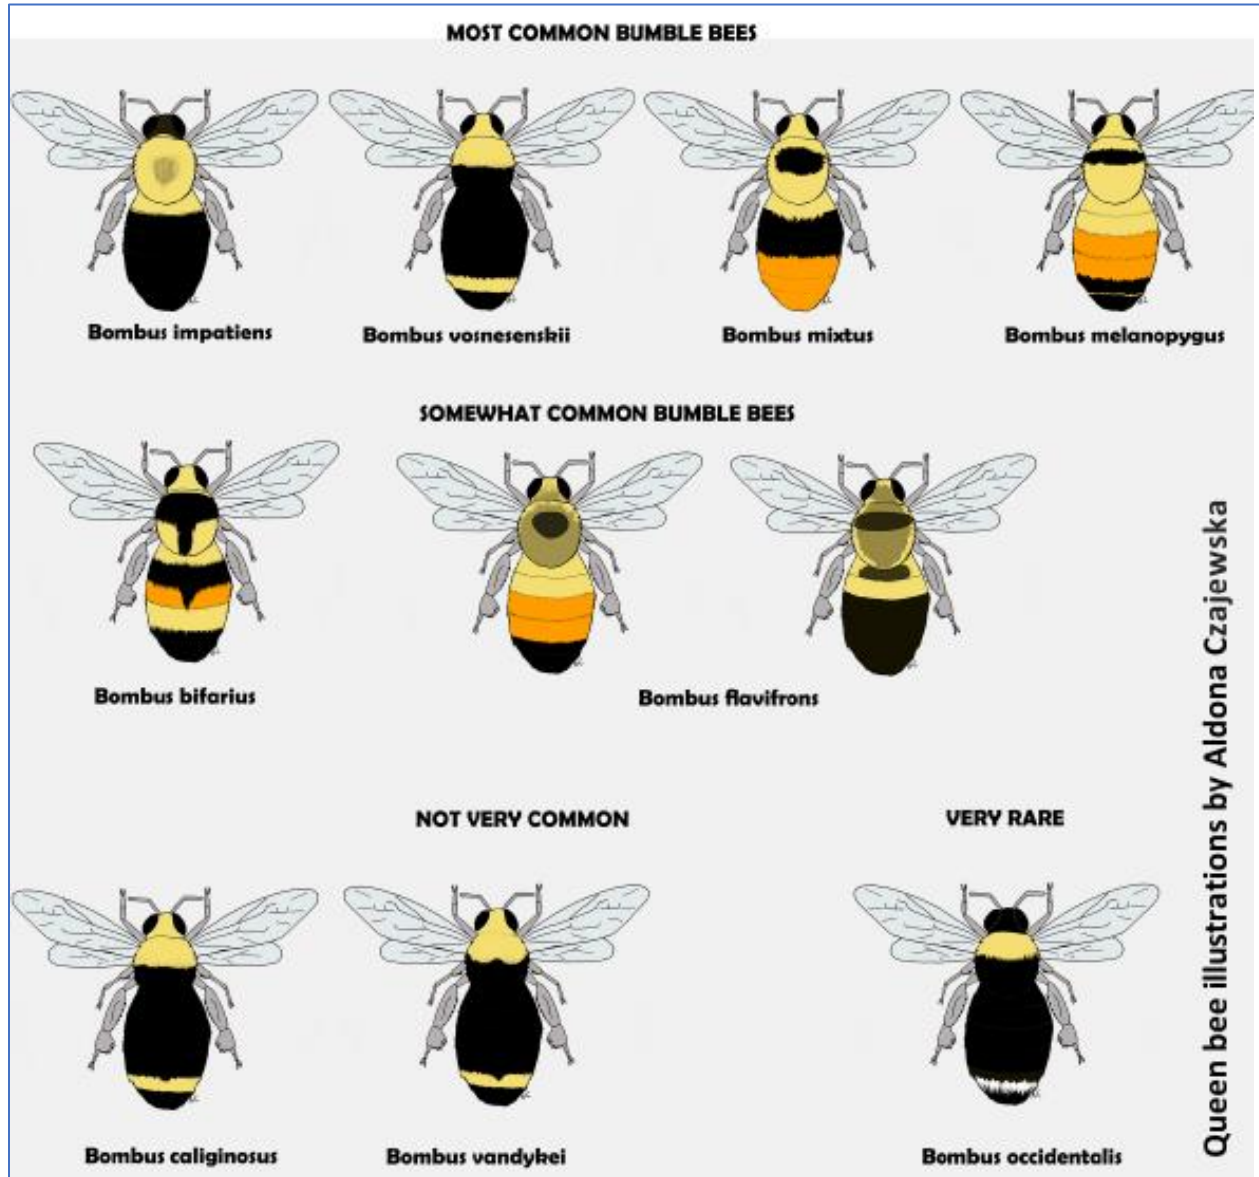 MOST COMMON BUMBLE BEES
Bombus impatiens
Bombus vosnesenskii
Bombus mixtus
Bombus melanopygus
SOMEWHAT COMMON BUMBLE BEES
Bombus bifarius
Bombus flavifrons
NOT VERY COMMON
VERY RARE
Bombus caliginosus
Bombus vandykei
Bombus occidentalis
Queen bee illustrations by Aldona Czajewska